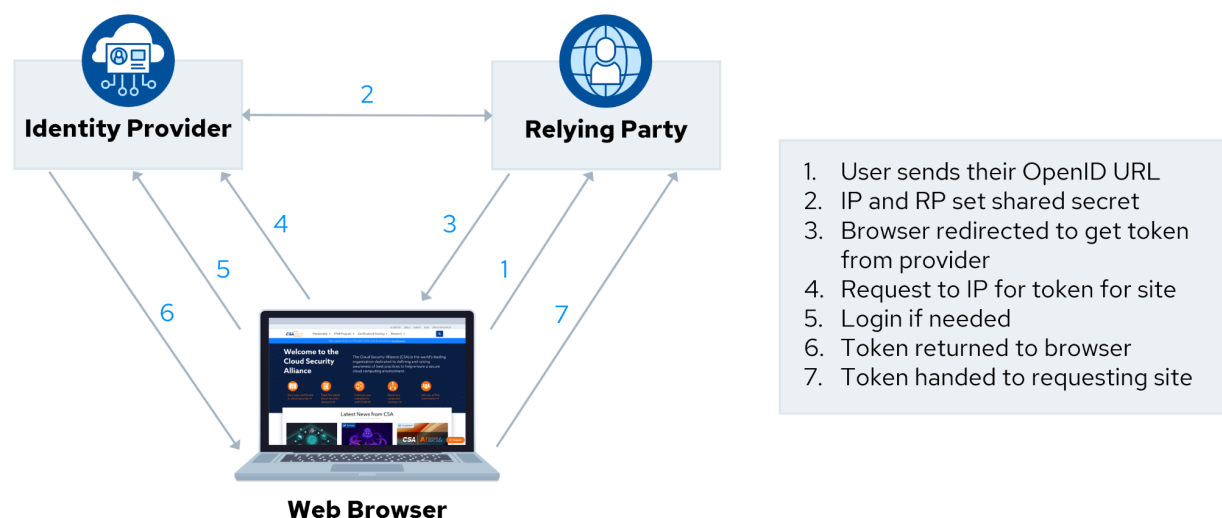 Identity Provider
2
Relying Party
4
3
5
1
6
7
CSA
Welcome to the
Cloud Security
Alliance
Latest News from CSA
Web Browser
1. User sends their OpenID URL
2. IP and RP set shared secret
3. Browser redirected to get token
from provider
4. Request to IP for token for site
5. Login if needed
6. Token returned to browser
7. Token handed to requesting site